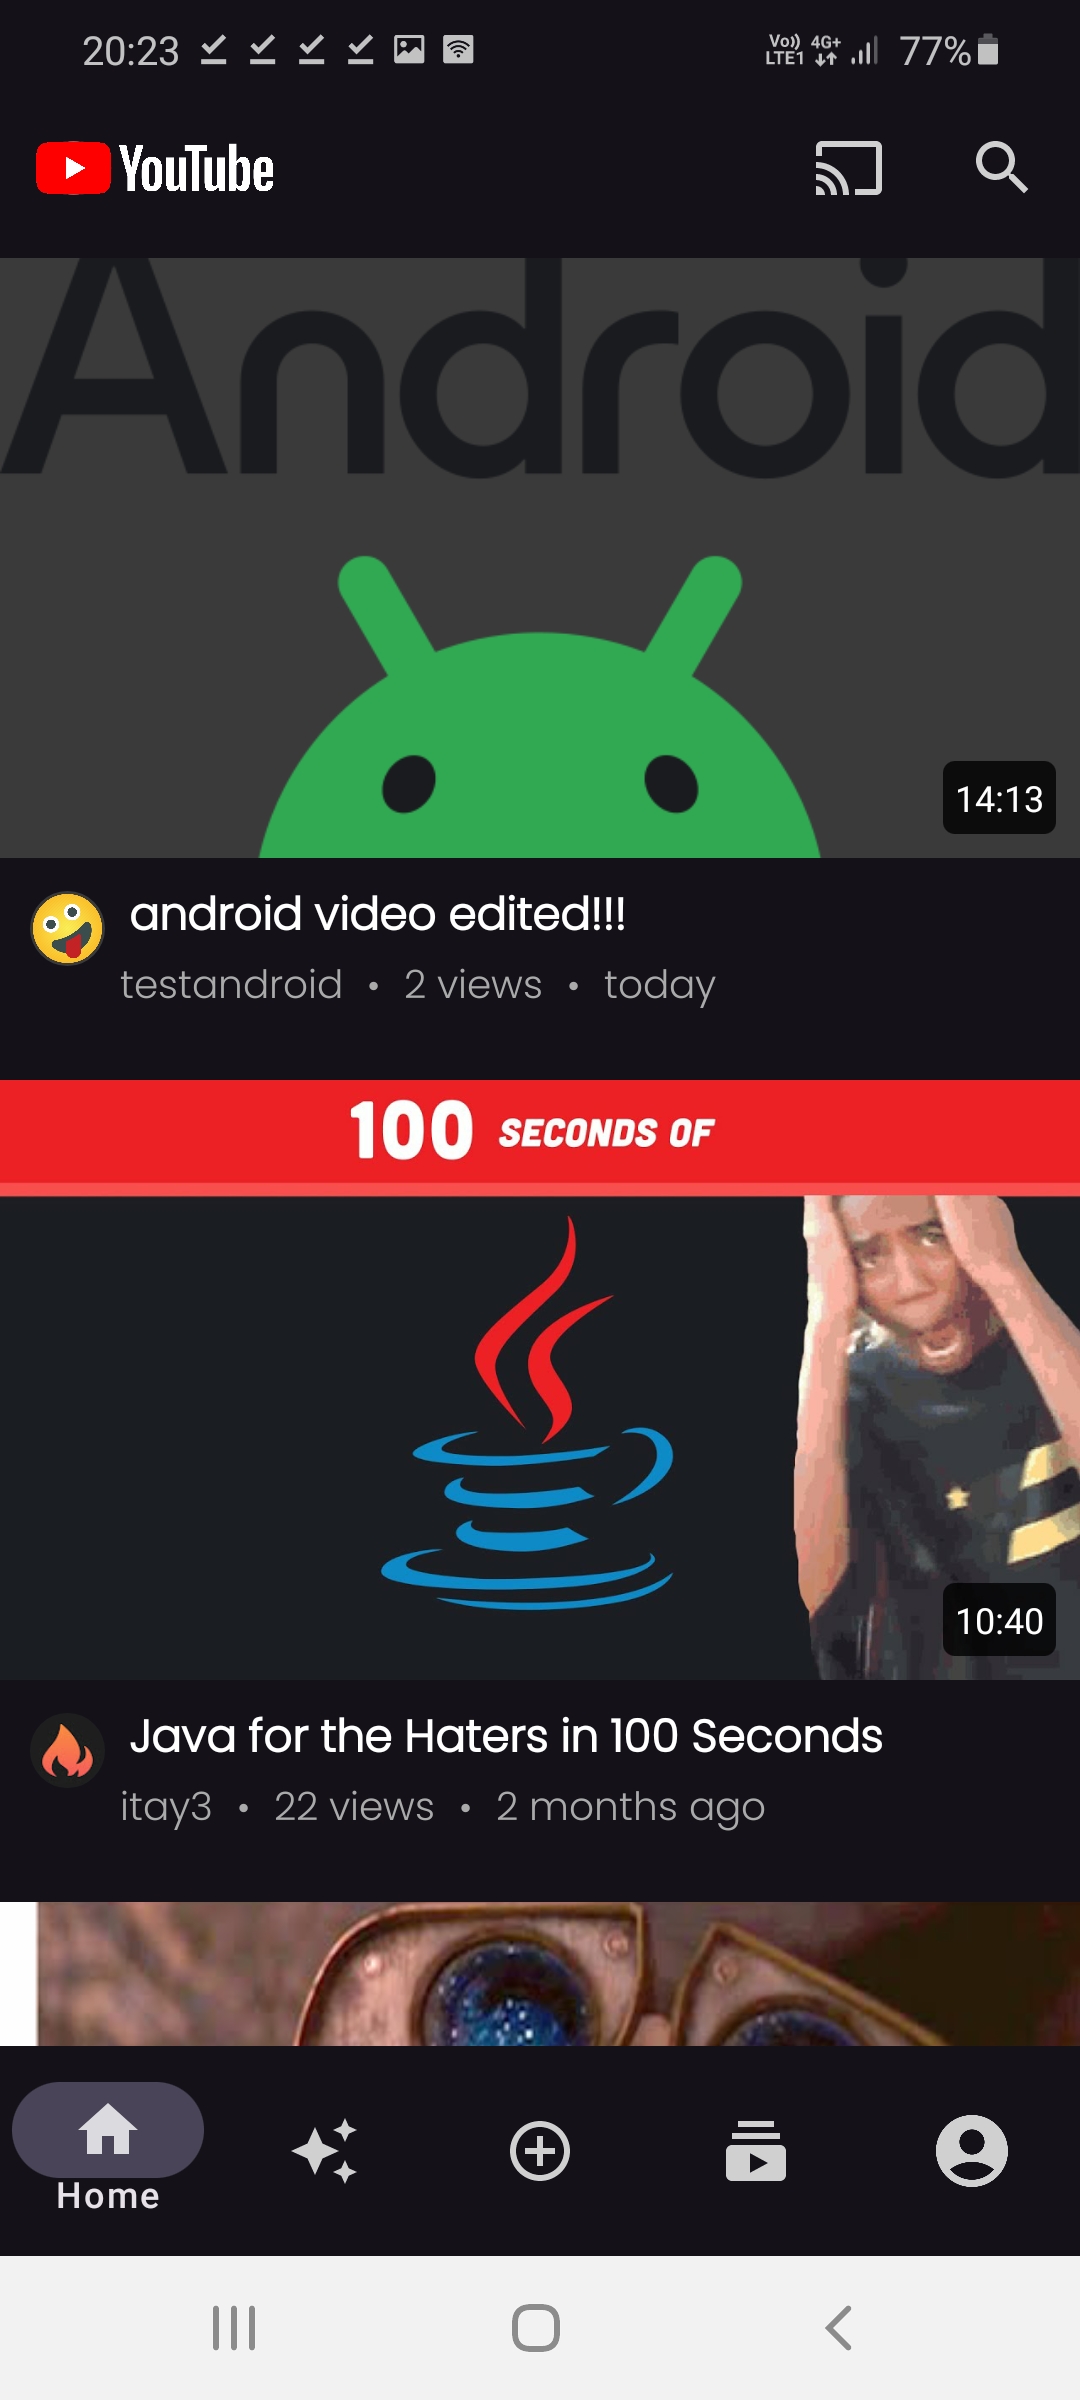 20:23 Vo)) LTE1 4G+ 77%
YouTube
Android
14:13
android video edited!!!
testandroid • 2 views • today
100 SECONDS OF
10:40
Java for the Haters in 100 Seconds
itay3 • 22 views • 2 months ago
Home